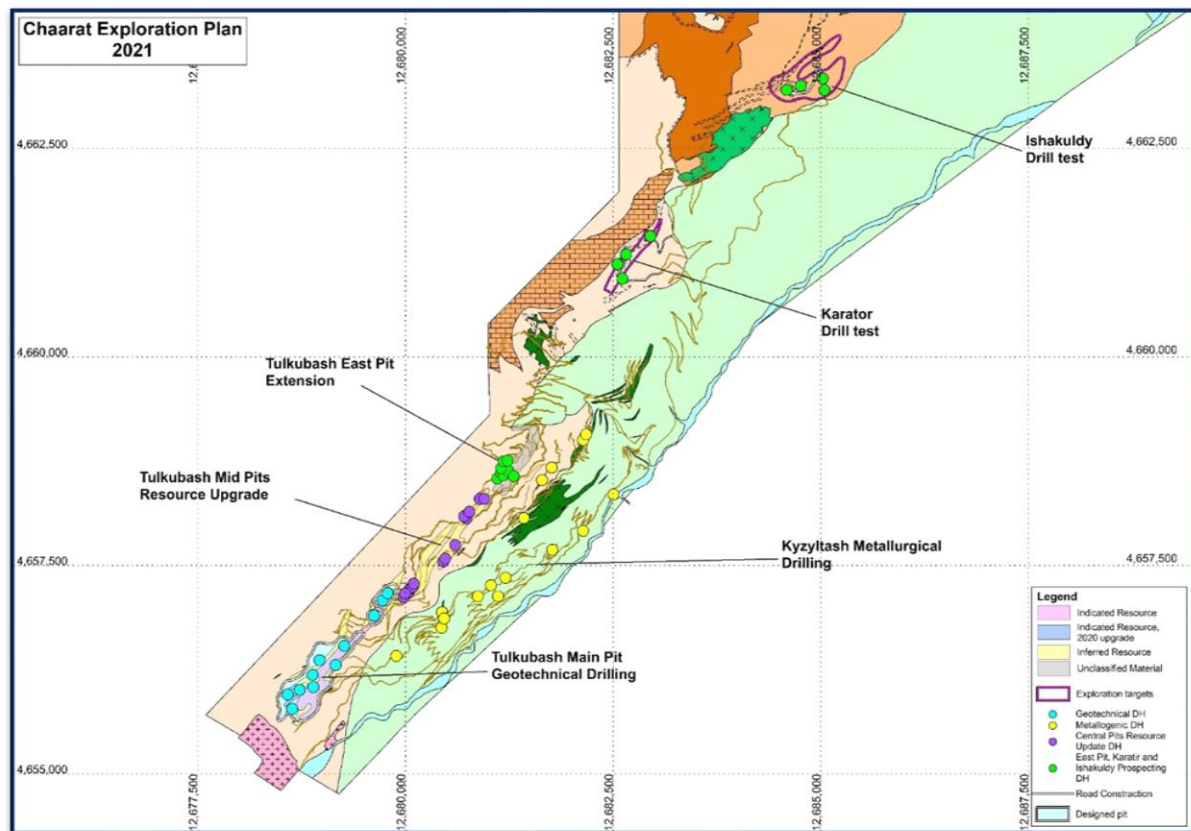 Chaarat Exploration Plan
2021
12,680,000
12,682,500
12,685,000
12,687,500
4,662,500
4,662,500
Ishakuldy
Drill test
Karator
Drill test
4,660,000
4,660,000
Tulkubash East Pit
Extension
Tulkubash Mid Pits
Resource Upgrade
Kyzyltash Metallurgical
Drilling
4,657,500
4,657,500
Tulkubash Main Pit
Geotechnical Drilling
4,655,000
12,677,500
12,680,000
12,682,500
12,685,000
12,687,500
Legend
Indicated Resource
Indicated Resource,
2020 upgrade
Inferred Resource
Unclassified Material
Exploration targets
Geotechnical DH
Metallogenic DH
Central Pits Resource
Update DH
East Pit, Karatir and
Ishakuldy Prospecting
DH
Road Construction
Designed pit